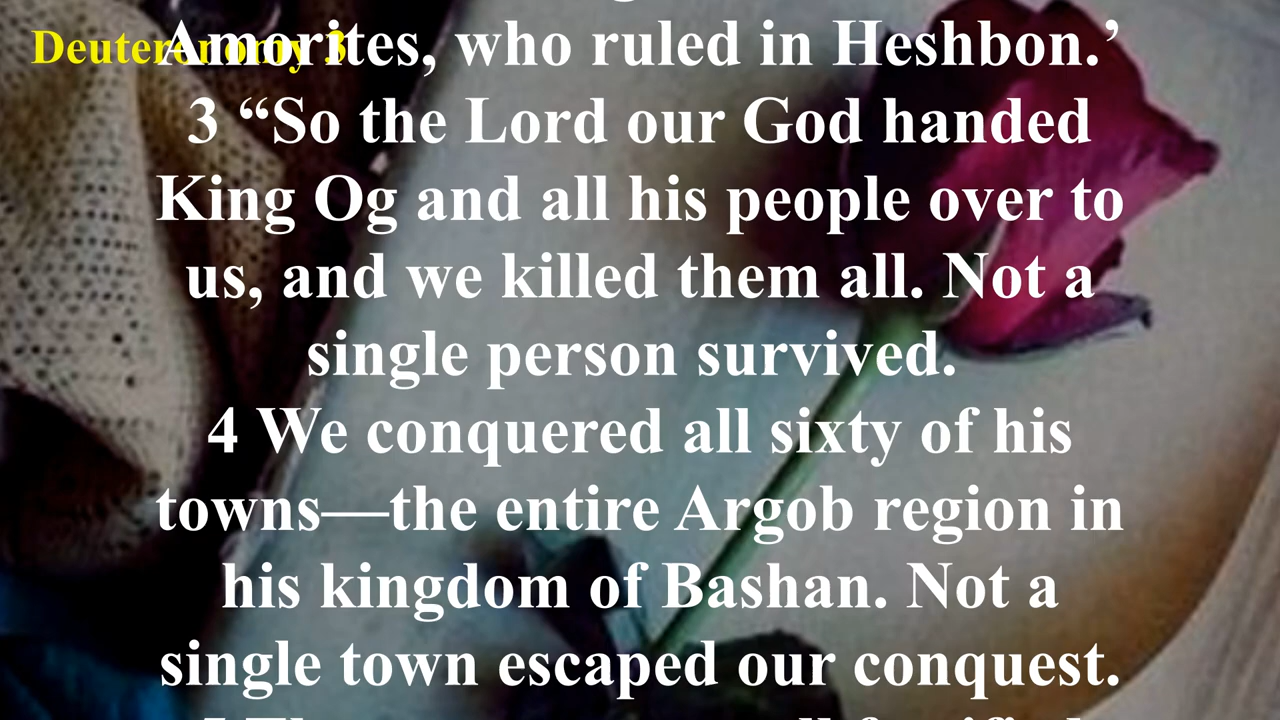 Deuteronomy 3
Amorites, who ruled in Heshbon.’
3 “So the Lord our God handed
King Og and all his people over to
us, and we killed them all. Not a
single person survived.
4 We conquered all sixty of his
towns—the entire Argob region in
his kingdom of Bashan. Not a
single town escaped our conquest.